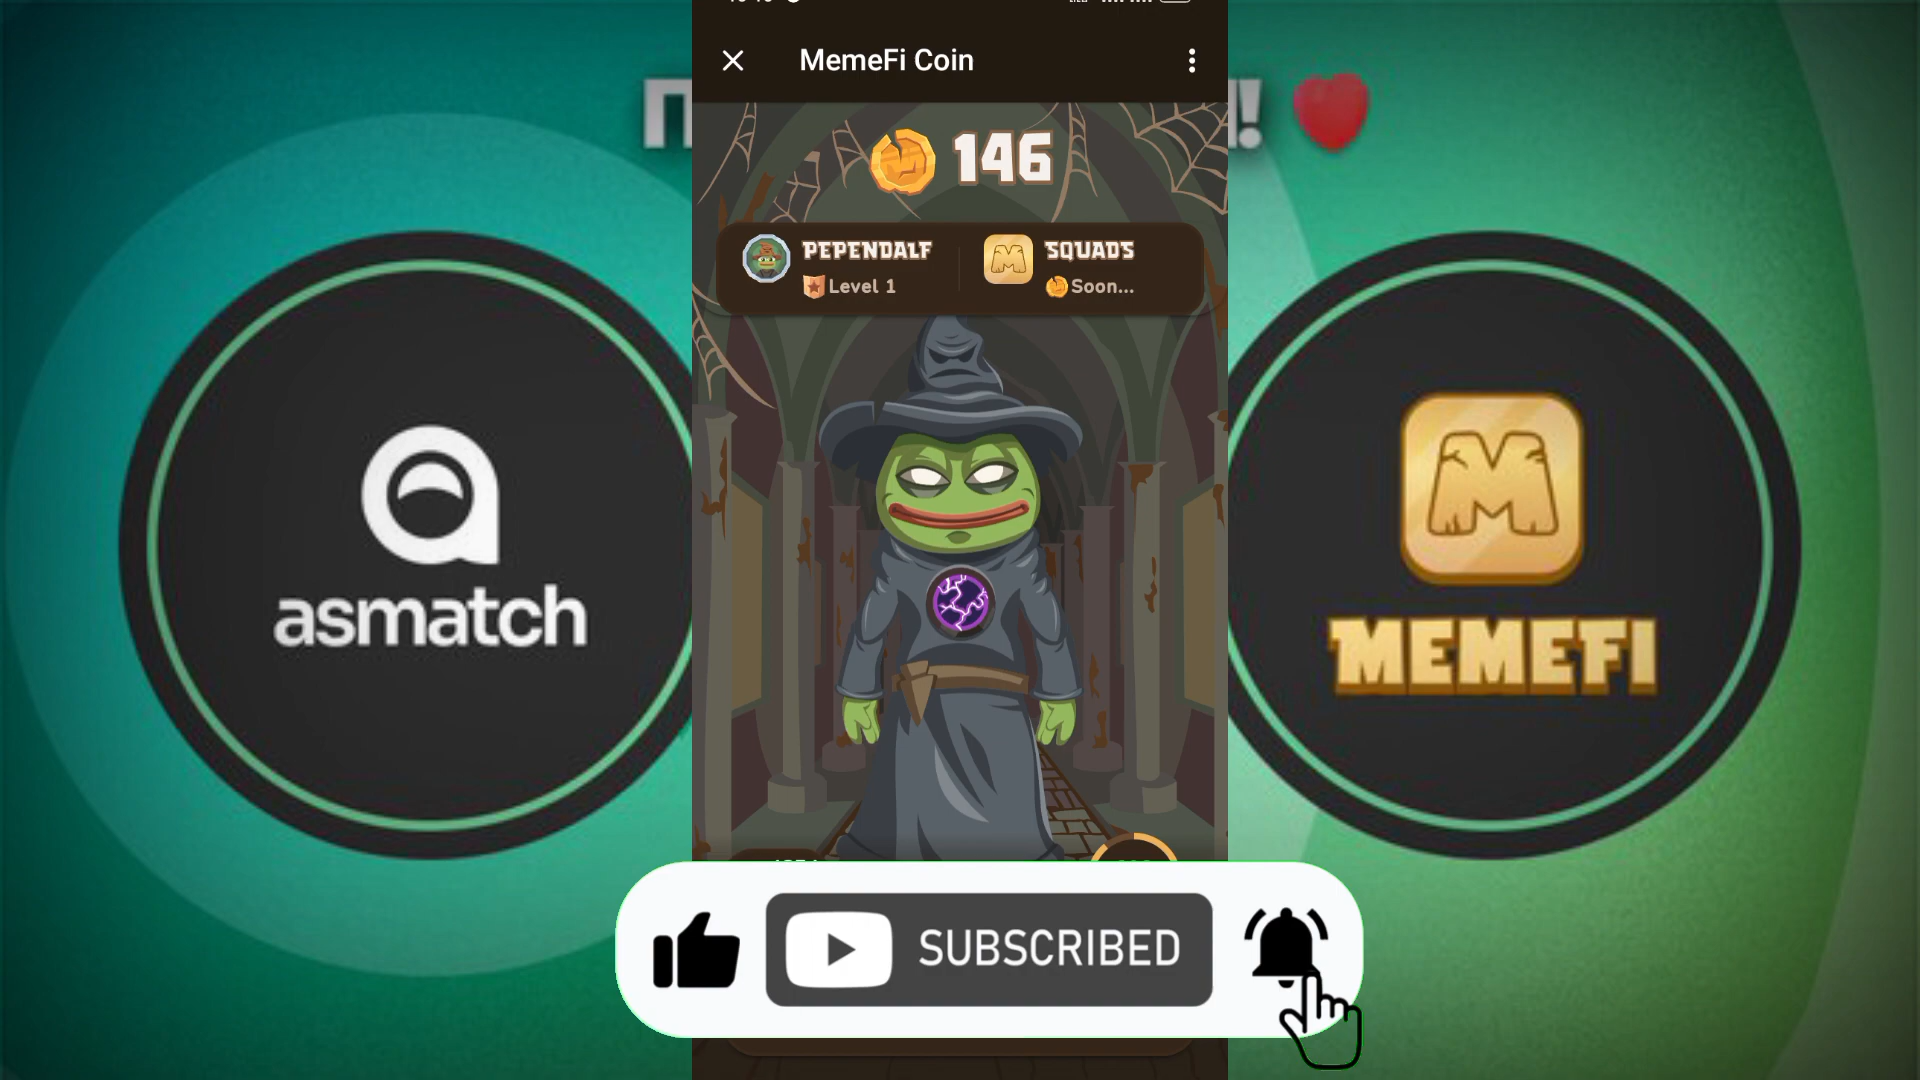 MemeFi Coin
П
!
146
PEPENDALF
Level 1
SQUADS
Soon...
asmatch
MEMEFI
SUBSCRIBED